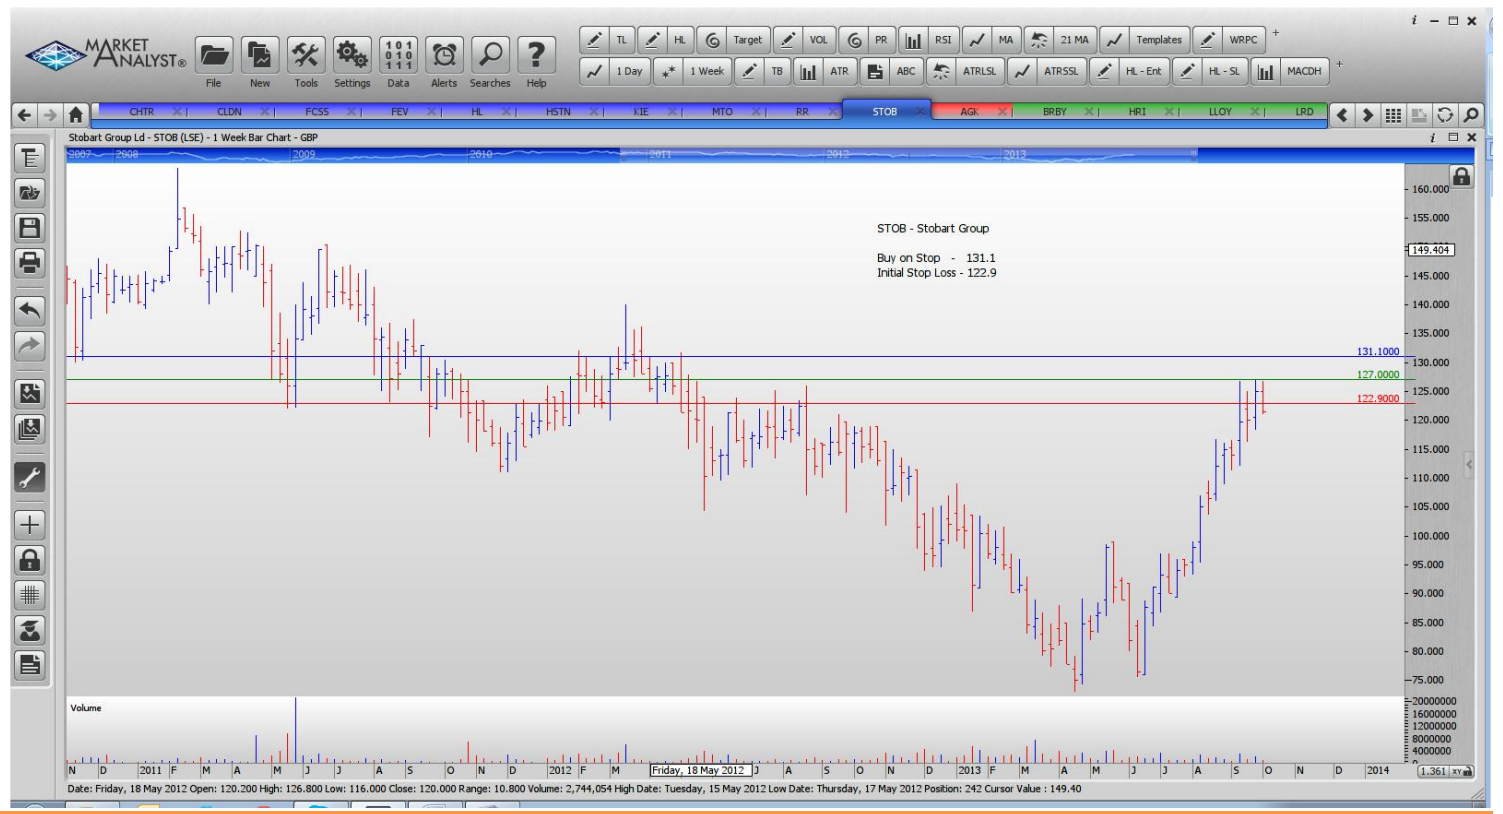 MARKET
ANALYST®
File New Tools Settings Data Alerts Searches Help
TL HL Target VOL PR RSI MA 21 MA Templates WRPC +
1 Day 1 Week TB ATR ABC ATRLSL ATRSSL HL - Ent HL - SL MACDH +
CHTR CLDN FCSS FEV HL HSTN KIE MTO RR STOB AGK BRBY HRI LLOY LRD
Stobart Group Ld - STOB (LSE) - 1 Week Bar Chart - GBP
2007 2008 2009 2010 2011 2012 2013
160.000
155.000
149.404
145.000
140.000
135.000
130.000
125.000
120.000
115.000
110.000
105.000
100.000
95.000
90.000
85.000
80.000
75.000
STOB - Stobart Group
Buy on Stop - 131.1
Initial Stop Loss - 122.9
131.1000
127.0000
122.9000
Volume
20000000
16000000
12000000
8000000
4000000
N D 2011 F M A M J J A S O N D 2012 F M Friday, 18 May 2012 J A S O N D 2013 F M A M J J A S O N D 2014 1.361 XY
Date: Friday, 18 May 2012 Open: 120.200 High: 126.800 Low: 116.000 Close: 120.000 Range: 10.800 Volume: 2,744,054 High Date: Tuesday, 15 May 2012 Low Date: Thursday, 17 May 2012 Position: 242 Cursor Value : 149.40